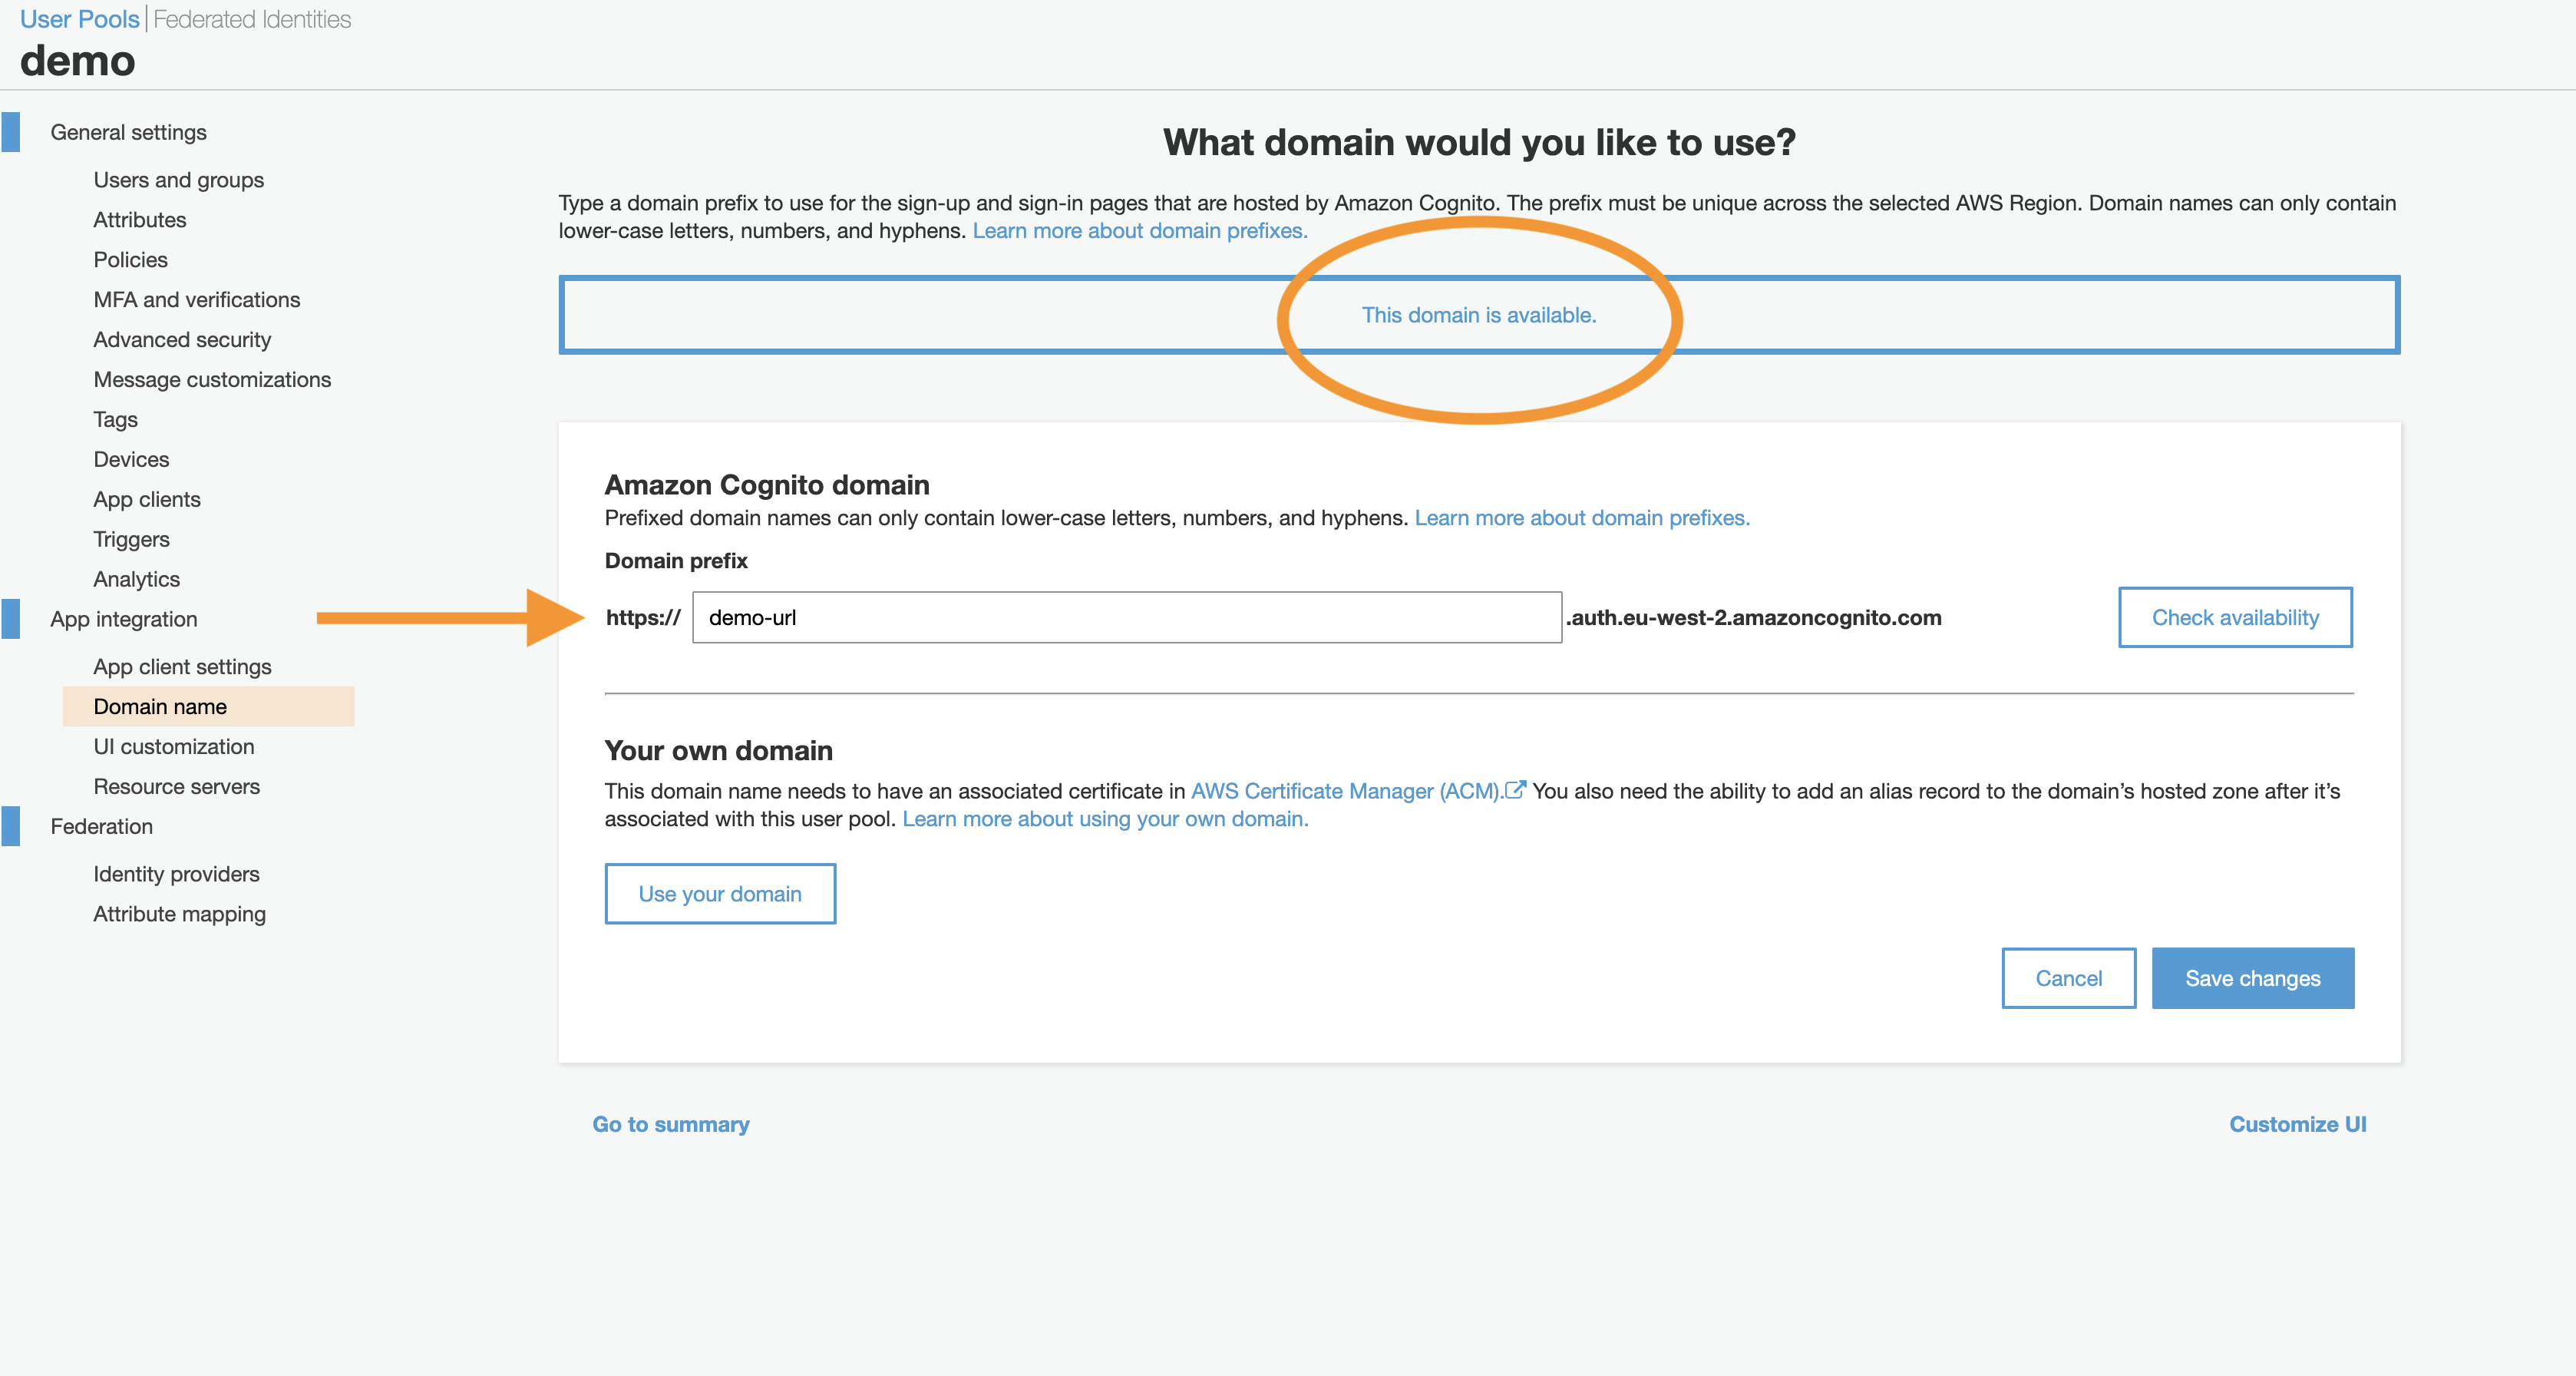 User Pools | Federated Identities
demo
General settings
Users and groups
Attributes
Policies
MFA and verifications
Advanced security
Message customizations
Tags
Devices
App clients
Triggers
Analytics
App integration
App client settings
Domain name
UI customization
Resource servers
Federation
Identity providers
Attribute mapping
What domain would you like to use?
Type a domain prefix to use for the sign-up and sign-in pages that are hosted by Amazon Cognito. The prefix must be unique across the selected AWS Region. Domain names can only contain
lower-case letters, numbers, and hyphens. Learn more about domain prefixes.
This domain is available.
Amazon Cognito domain
Prefixed domain names can only contain lower-case letters, numbers, and hyphens. Learn more about domain prefixes.
Domain prefix
https:// demo-url .auth.eu-west-2.amazoncognito.com Check availability
Your own domain
This domain name needs to have an associated certificate in AWS Certificate Manager (ACM). You also need the ability to add an alias record to the domain’s hosted zone after it’s
associated with this user pool. Learn more about using your own domain.
Use your domain
Cancel Save changes
Go to summary Customize UI